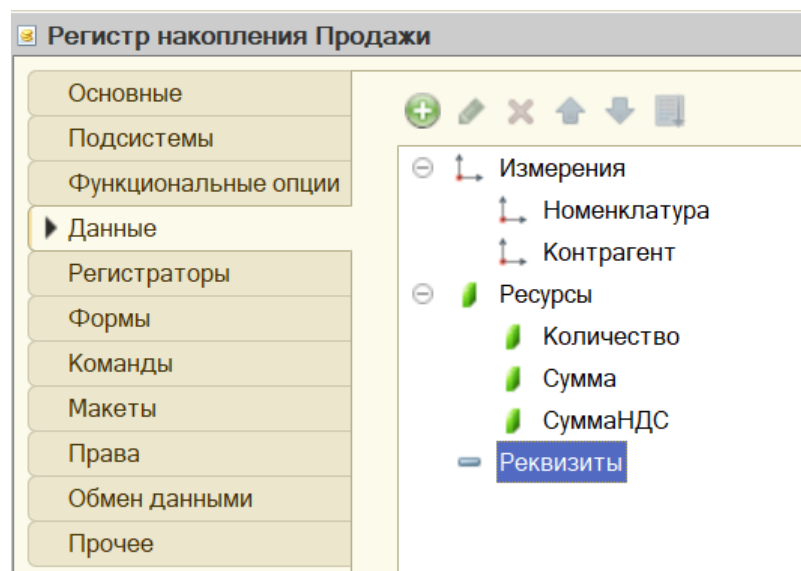 Регистр накопления Продажи
Основные
Подсистемы
Функциональные опции
Данные
Регистраторы
Формы
Команды
Макеты
Права
Обмен данными
Прочее
Измерения
Номенклатура
Контрагент
Ресурсы
Количество
Сумма
СуммаНДС
Реквизиты